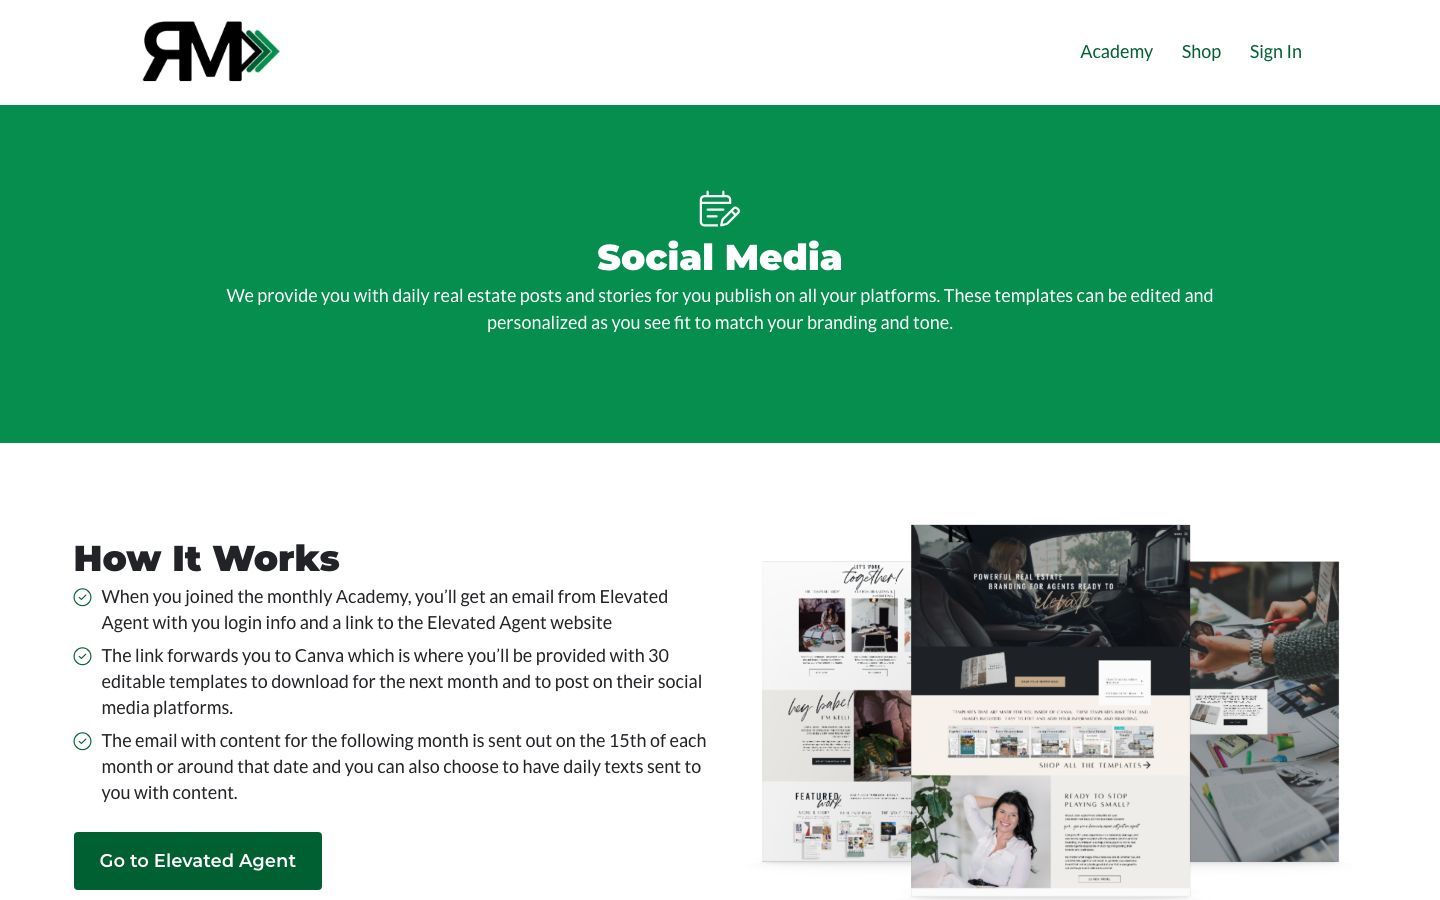 RM
Academy Shop Sign In
Social Media
We provide you with daily real estate posts and stories for you publish on all your platforms. These templates can be edited and
personalized as you see fit to match your branding and tone.
How It Works
When you joined the monthly Academy, you’ll get an email from Elevated
Agent with you login info and a link to the Elevated Agent website
The link forwards you to Canva which is where you’ll be provided with 30
editable templates to download for the next month and to post on their social
media platforms.
The email with content for the following month is sent out on the 15th of each
month or around that date and you can also choose to have daily texts sent to
you with content.
Go to Elevated Agent
LET'S WORK
together!
hey babe!
I'M KELLI
FEATURED
work
POWERFUL REAL ESTATE
BRANDING FOR AGENTS READY TO
elevate
SHOP ALL THE TEMPLATES
READY TO STOP
PLAYING SMALL?